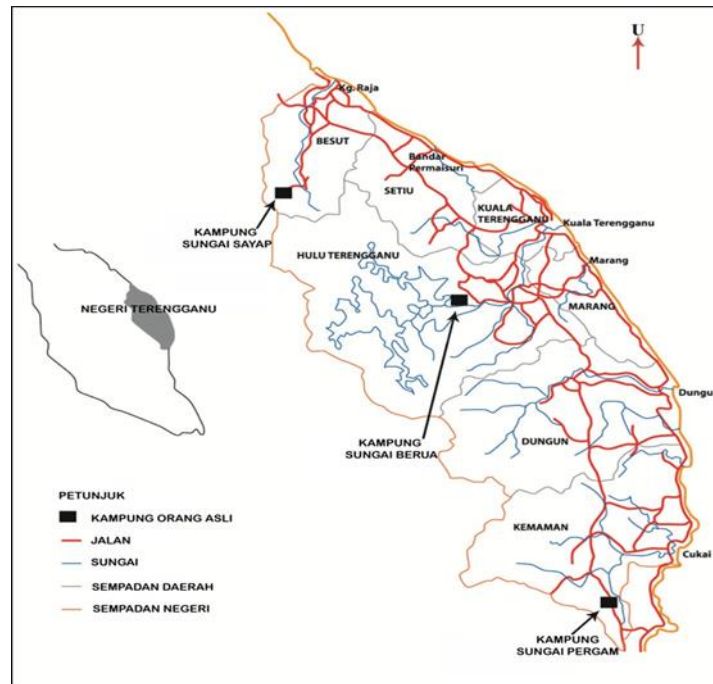 U
Kg. Raja
BESUT
Bandar
Permaisuri
SETIU
KUALA
TERENGGANU
Kuala Terengganu
KAMPUNG
SUNGAI SAYAP
HULU TERENGGANU
Marang
NEGERI TERENGGANU
MARANG
Dungu
KAMPUNG
SUNGAI BERUA
DUNGUN
PETUNJUK
KAMPUNG ORANG ASLI
JALAN
SUNGAI
SEMPADAN DAERAH
SEMPADAN NEGERI
KEMAMAN
Cukai
KAMPUNG
SUNGAI PERGAM